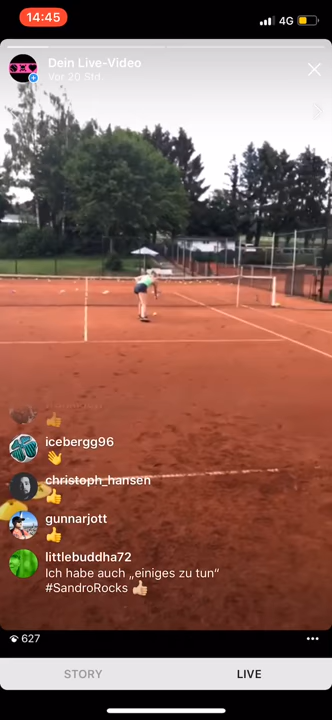 14:45
4G
Dein Live-Video
Vor 20 Std.
icebergg96
christoph_hansen
gunnarjott
littlebuddha72
Ich habe auch „einiges zu tun“
#SandroRocks
627
STORY
LIVE